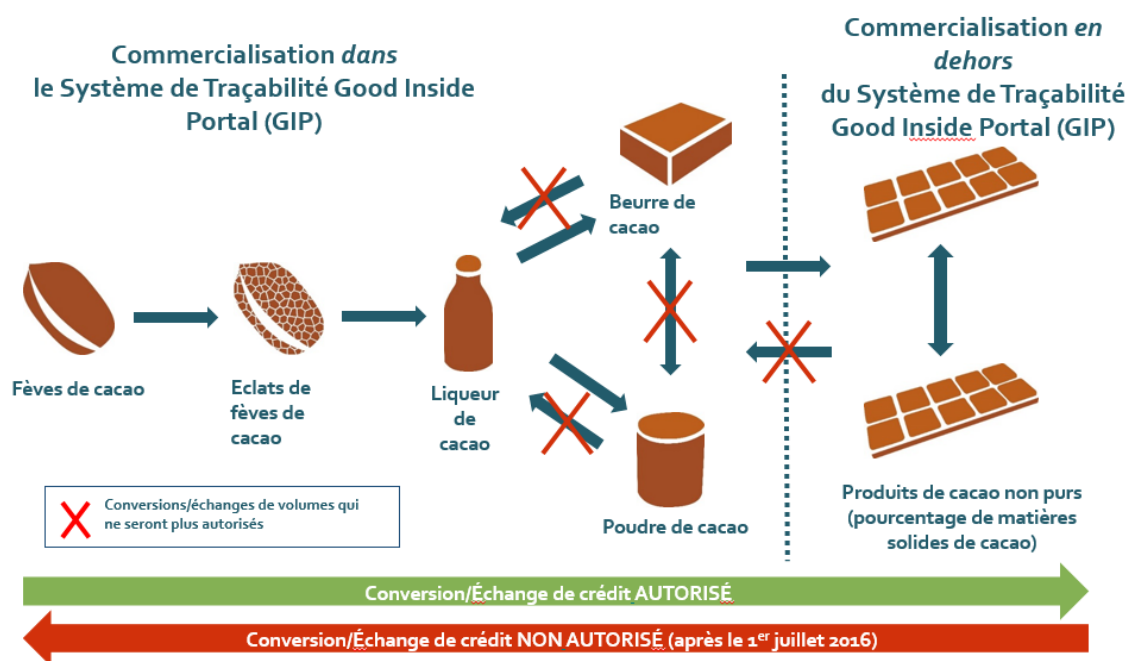 Commercialisation dans
le Système de Traçabilité Good Inside
Portal (GIP)
Commercialisation en
dehors
du Système de Traçabilité
Good Inside Portal (GIP)
Beurre de
cacao
Fèves de cacao
Eclats de
fèves de
cacao
Liqueur
de
cacao
Poudre de cacao
Produits de cacao non purs
(pourcentage de matières
solides de cacao)
Conversions/échanges de volumes qui
ne seront plus autorisés
Conversion/Échange de crédit AUTORISÉ
Conversion/Échange de crédit NON AUTORISÉ (après le 1er juillet 2016)